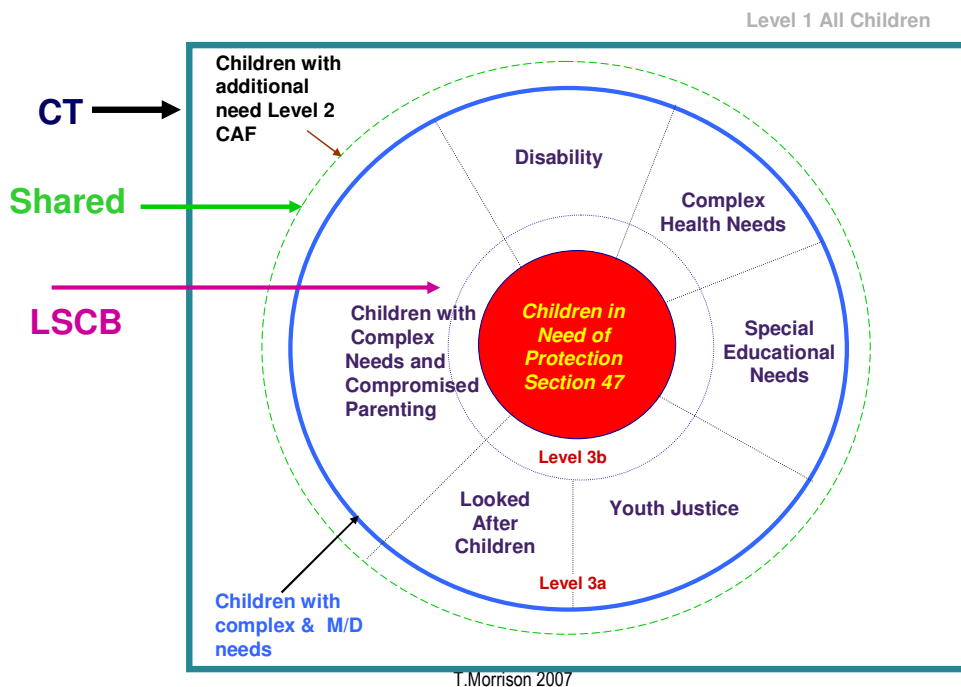 Level 1 All Children
Children with
additional
need Level 2
CAF
CT
Shared
LSCB
Disability
Complex
Health Needs
Children with
Complex
Needs and
Compromised
Parenting
Children in
Need of
Protection
Section 47
Special
Educational
Needs
Level 3b
Looked
After
Children
Youth Justice
Level 3a
Children with
complex & M/D
needs
T.Morrison 2007